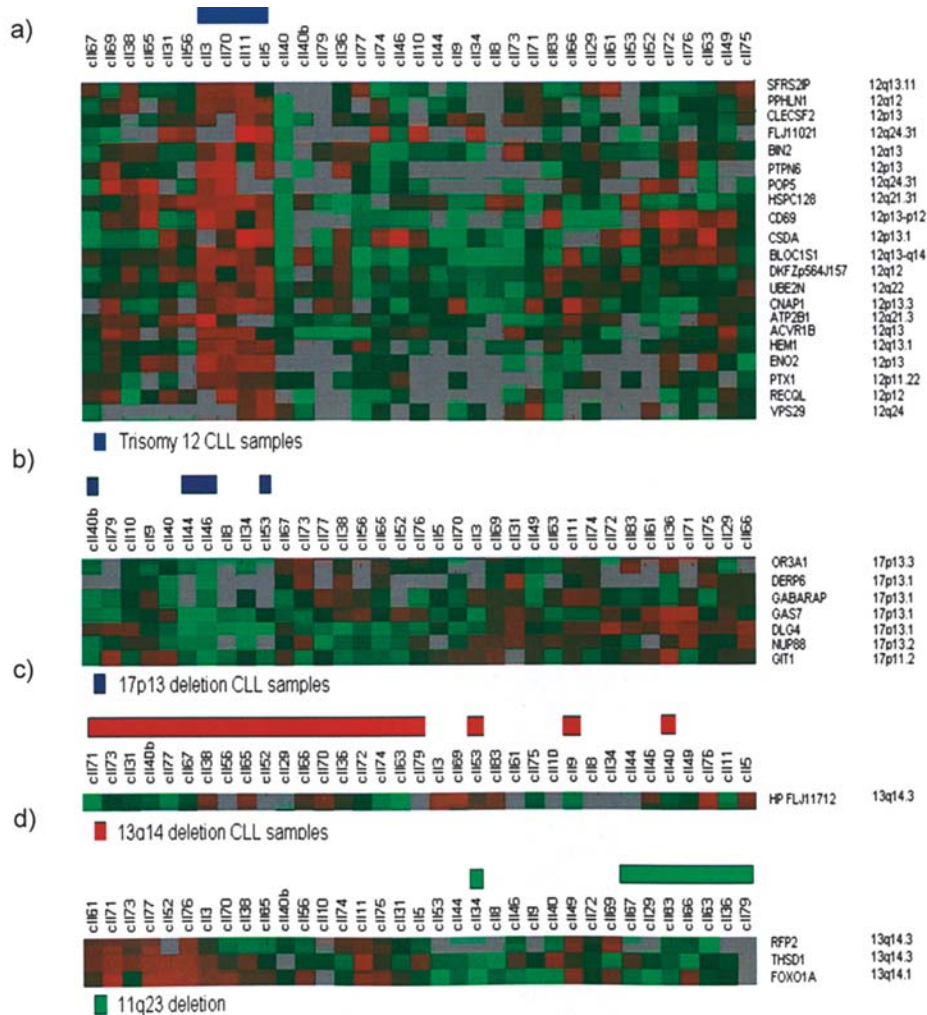 a)
cll67 cll69 cll38 cll65 cll31 cll56 cll3 cll70 cll11 cll5 cll40 cll40b cll79 cll36 cll77 cll74 cll46 cll10 cll44 cll9 cll34 cll8 cll73 cll71 cll83 cll66 cll29 cll61 cll53 cll52 cll72 cll76 cll63 cll49 cll75
SFRS2IP 12q13.11
PPHLN1 12q12
CLECSF2 12p13
FLJ11021 12q24.31
BIN2 12q13
PTPN6 12p13
POP5 12q24.31
HSPC128 12q21.31
CD69 12p13-p12
CSDA 12p13.1
BLOC1S1 12q13-q14
DKFZp564J157 12q12
UBE2N 12q22
CNAP1 12p13.3
ATP2B1 12q21.3
ACVR1B 12q13
HEM1 12q13.1
ENO2 12p13
PTX1 12p11.22
RECQL 12p12
VPS29 12q24
Trisomy 12 CLL samples
b)
cll40b cll79 cll10 cll9 cll40 cll44 cll46 cll8 cll34 cll53 cll67 cll73 cll77 cll38 cll56 cll65 cll52 cll76 cll5 cll70 cll3 cll69 cll31 cll49 cll63 cll11 cll74 cll72 cll83 cll61 cll36 cll71 cll75 cll29 cll66
OR3A1 17p13.3
DERP6 17p13.1
GABARAP 17p13.1
GAS7 17p13.1
DLG4 17p13.1
NUP88 17p13.2
GIT1 17p11.2
17p13 deletion CLL samples
c)
cll71 cll73 cll31 cll40b cll77 cll67 cll38 cll56 cll65 cll52 cll29 cll66 cll70 cll36 cll72 cll74 cll63 cll79 cll3 cll69 cll53 cll83 cll61 cll75 cll10 cll9 cll8 cll34 cll44 cll46 cll40 cll49 cll76 cll11 cll5
HP FLJ11712 13q14.3
13q14 deletion CLL samples
d)
cll61 cll71 cll73 cll77 cll52 cll76 cll3 cll70 cll38 cll65 cll40b cll56 cll10 cll74 cll11 cll75 cll31 cll5 cll53 cll44 cll34 cll8 cll46 cll9 cll40 cll49 cll72 cll69 cll67 cll29 cll83 cll66 cll63 cll36 cll79
RFP2 13q14.3
THSD1 13q14.3
FOXO1A 13q14.1
11q23 deletion